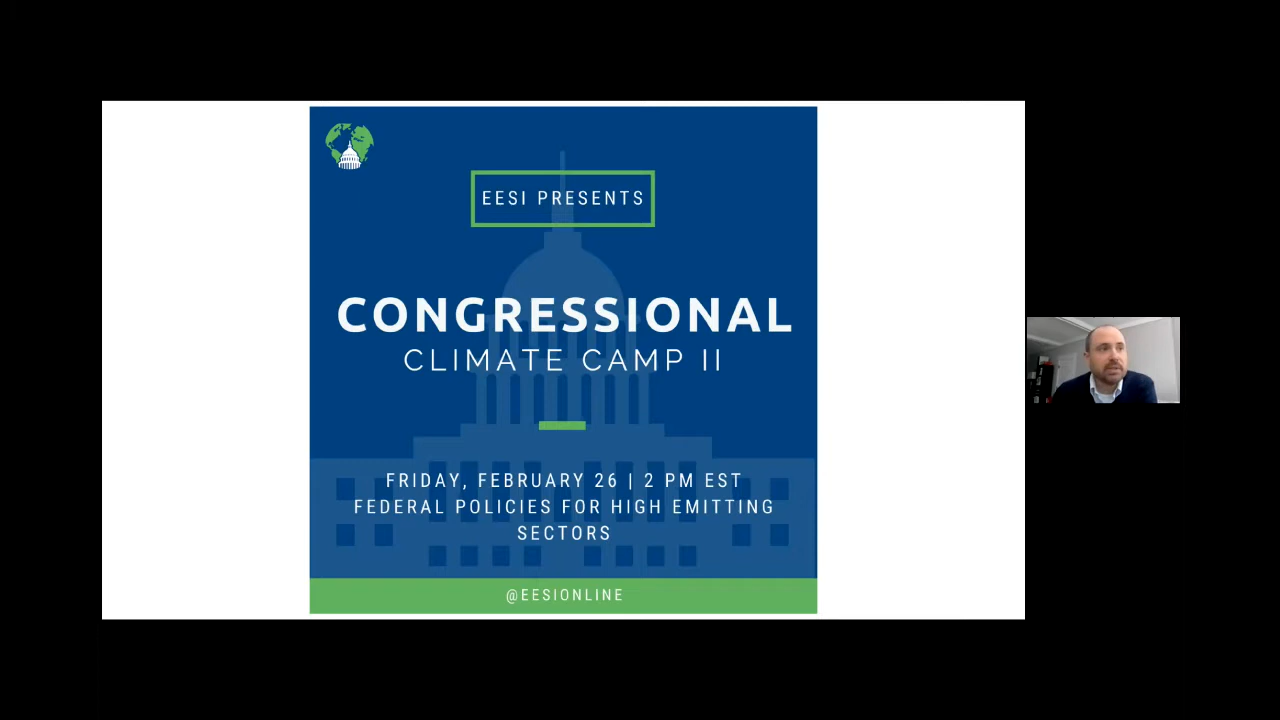 EESI PRESENTS
CONGRESSIONAL
CLIMATE CAMP II
FRIDAY, FEBRUARY 26 | 2 PM EST
FEDERAL POLICIES FOR HIGH EMITTING
SECTORS
@EESIONLINE